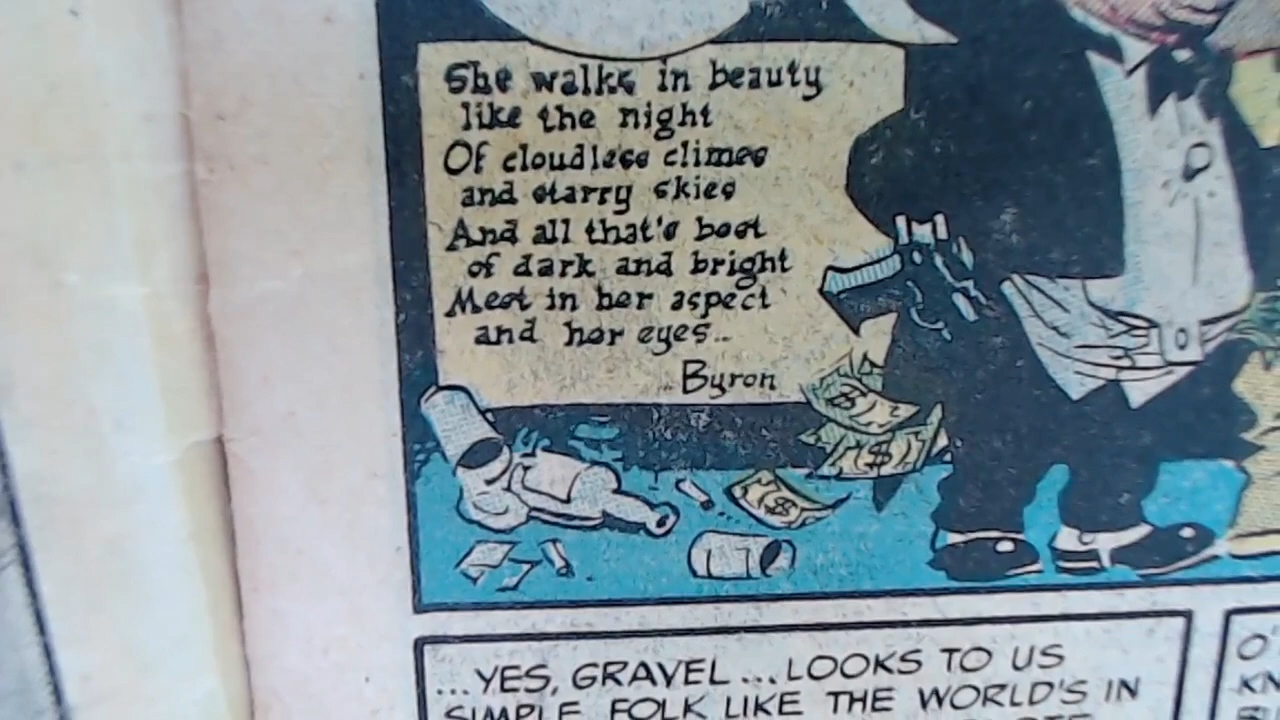 She walks in beauty
like the night
Of cloudless climes
and starry skies
And all that's best
of dark and bright
Meet in her aspect
and her eyes..
Byron
$
$
$
...YES, GRAVEL...LOOKS TO US
SIMPLE FOLK LIKE THE WORLD'S IN